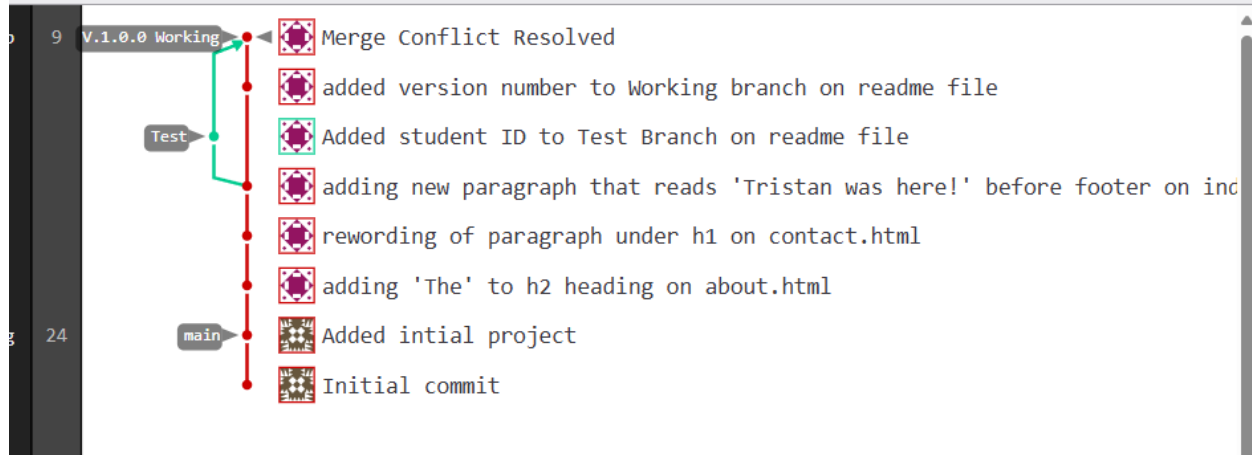 9 V.1.0.0 Working Merge Conflict Resolved
added version number to Working branch on readme file
Test Added student ID to Test Branch on readme file
adding new paragraph that reads 'Tristan was here!' before footer on ind
rewording of paragraph under h1 on contact.html
adding 'The' to h2 heading on about.html
24 main Added intial project
Initial commit